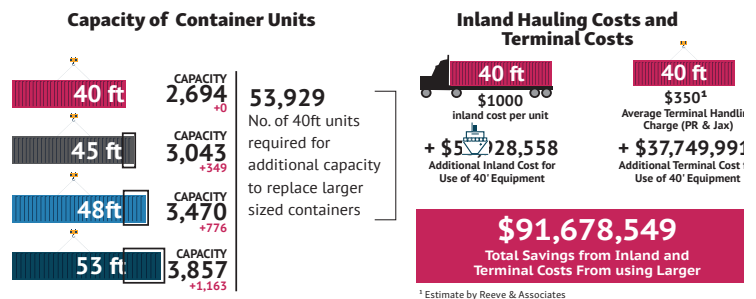 Capacity of Container Units
40 ft
CAPACITY
2,694
+0
45 ft
CAPACITY
3,043
+349
48ft
CAPACITY
3,470
+776
53 ft
CAPACITY
3,857
+1,163
53,929
No. of 40ft units
required for
additional capacity
to replace larger
sized containers
Inland Hauling Costs and
Terminal Costs
40 ft
$1000
inland cost per unit
28,558
Additional Inland Cost for
Use of 40' Equipment
40 ft
$350¹
Average Terminal
Charge (PR & Jax)
+ $37,749,991
Additional Terminal Cost
Use of 40' Equipment
$91,678,549
Total Savings from Inland and
Terminal Costs From using Larger
¹ Estimate by Reeve & Associates